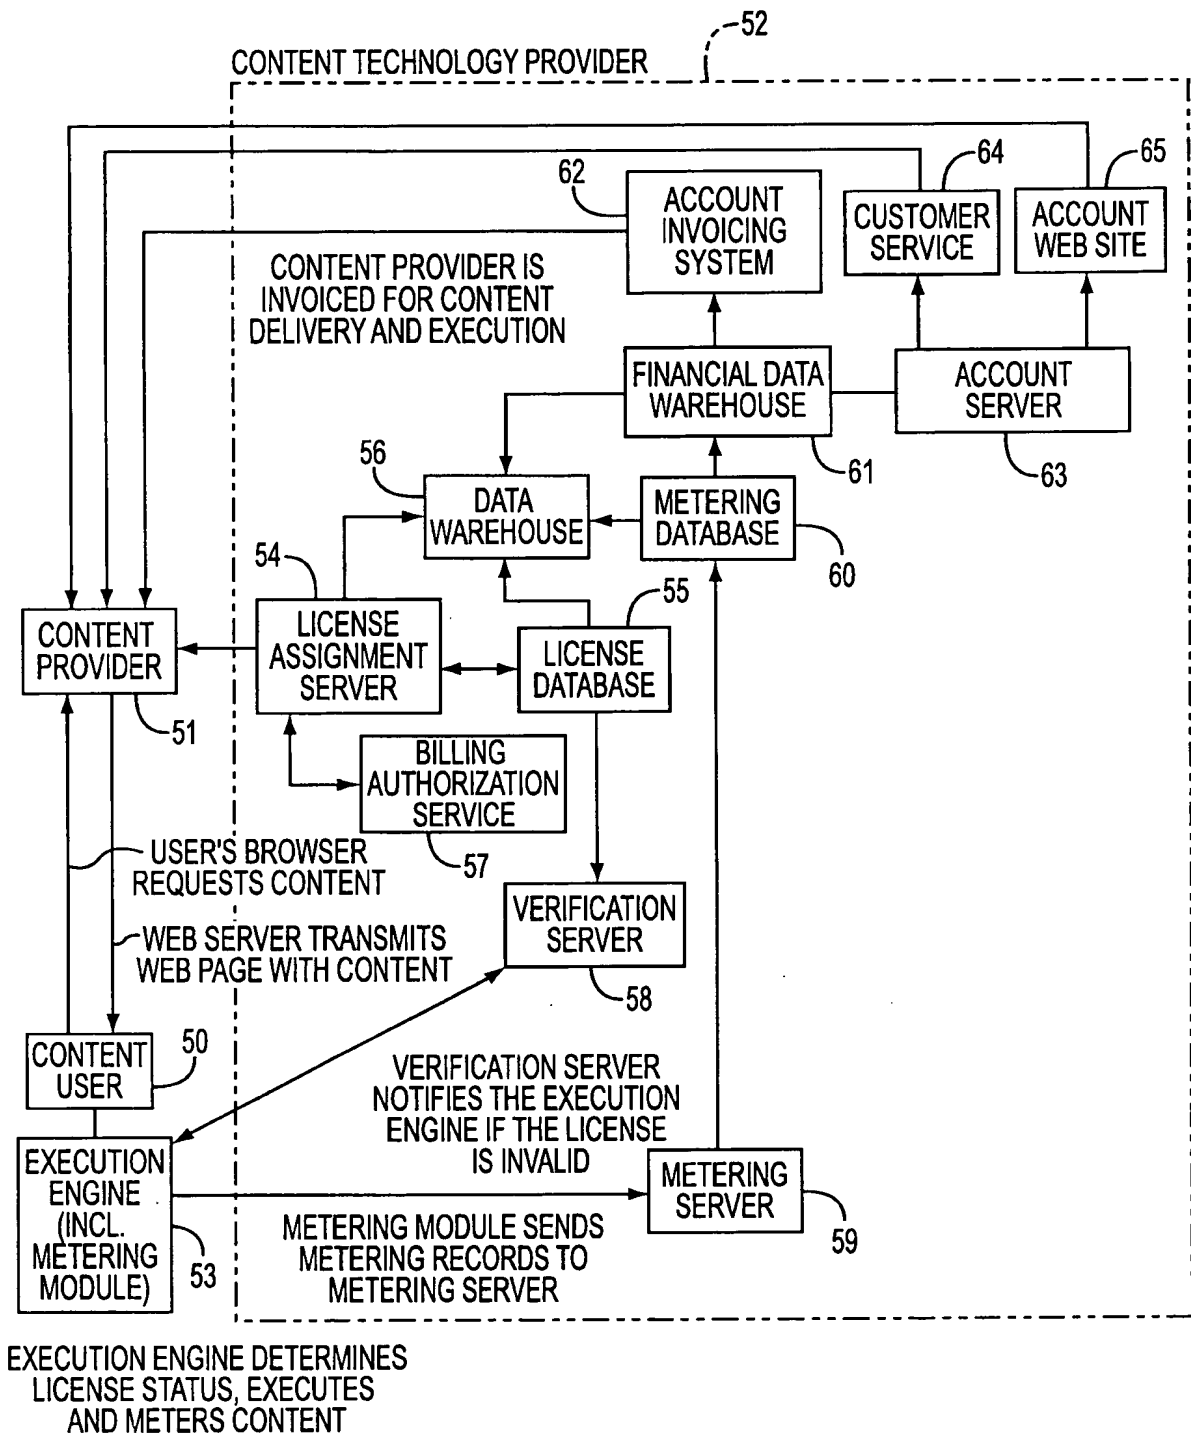 52
CONTENT TECHNOLOGY PROVIDER
62
ACCOUNT
INVOICING
SYSTEM
64
CUSTOMER
SERVICE
65
ACCOUNT
WEB SITE
CONTENT PROVIDER IS
INVOICED FOR CONTENT
DELIVERY AND EXECUTION
FINANCIAL DATA
WAREHOUSE
61
ACCOUNT
SERVER
63
56
DATA
WAREHOUSE
METERING
DATABASE
60
54
LICENSE
ASSIGNMENT
SERVER
55
LICENSE
DATABASE
CONTENT
PROVIDER
51
BILLING
AUTHORIZATION
SERVICE
57
USER'S BROWSER
REQUESTS CONTENT
VERIFICATION
SERVER
58
WEB SERVER TRANSMITS
WEB PAGE WITH CONTENT
50
CONTENT
USER
VERIFICATION SERVER
NOTIFIES THE EXECUTION
ENGINE IF THE LICENSE
IS INVALID
EXECUTION
ENGINE
(INCL.
METERING
MODULE)
53
METERING
SERVER
59
METERING MODULE SENDS
METERING RECORDS TO
METERING SERVER
EXECUTION ENGINE DETERMINES
LICENSE STATUS, EXECUTES
AND METERS CONTENT